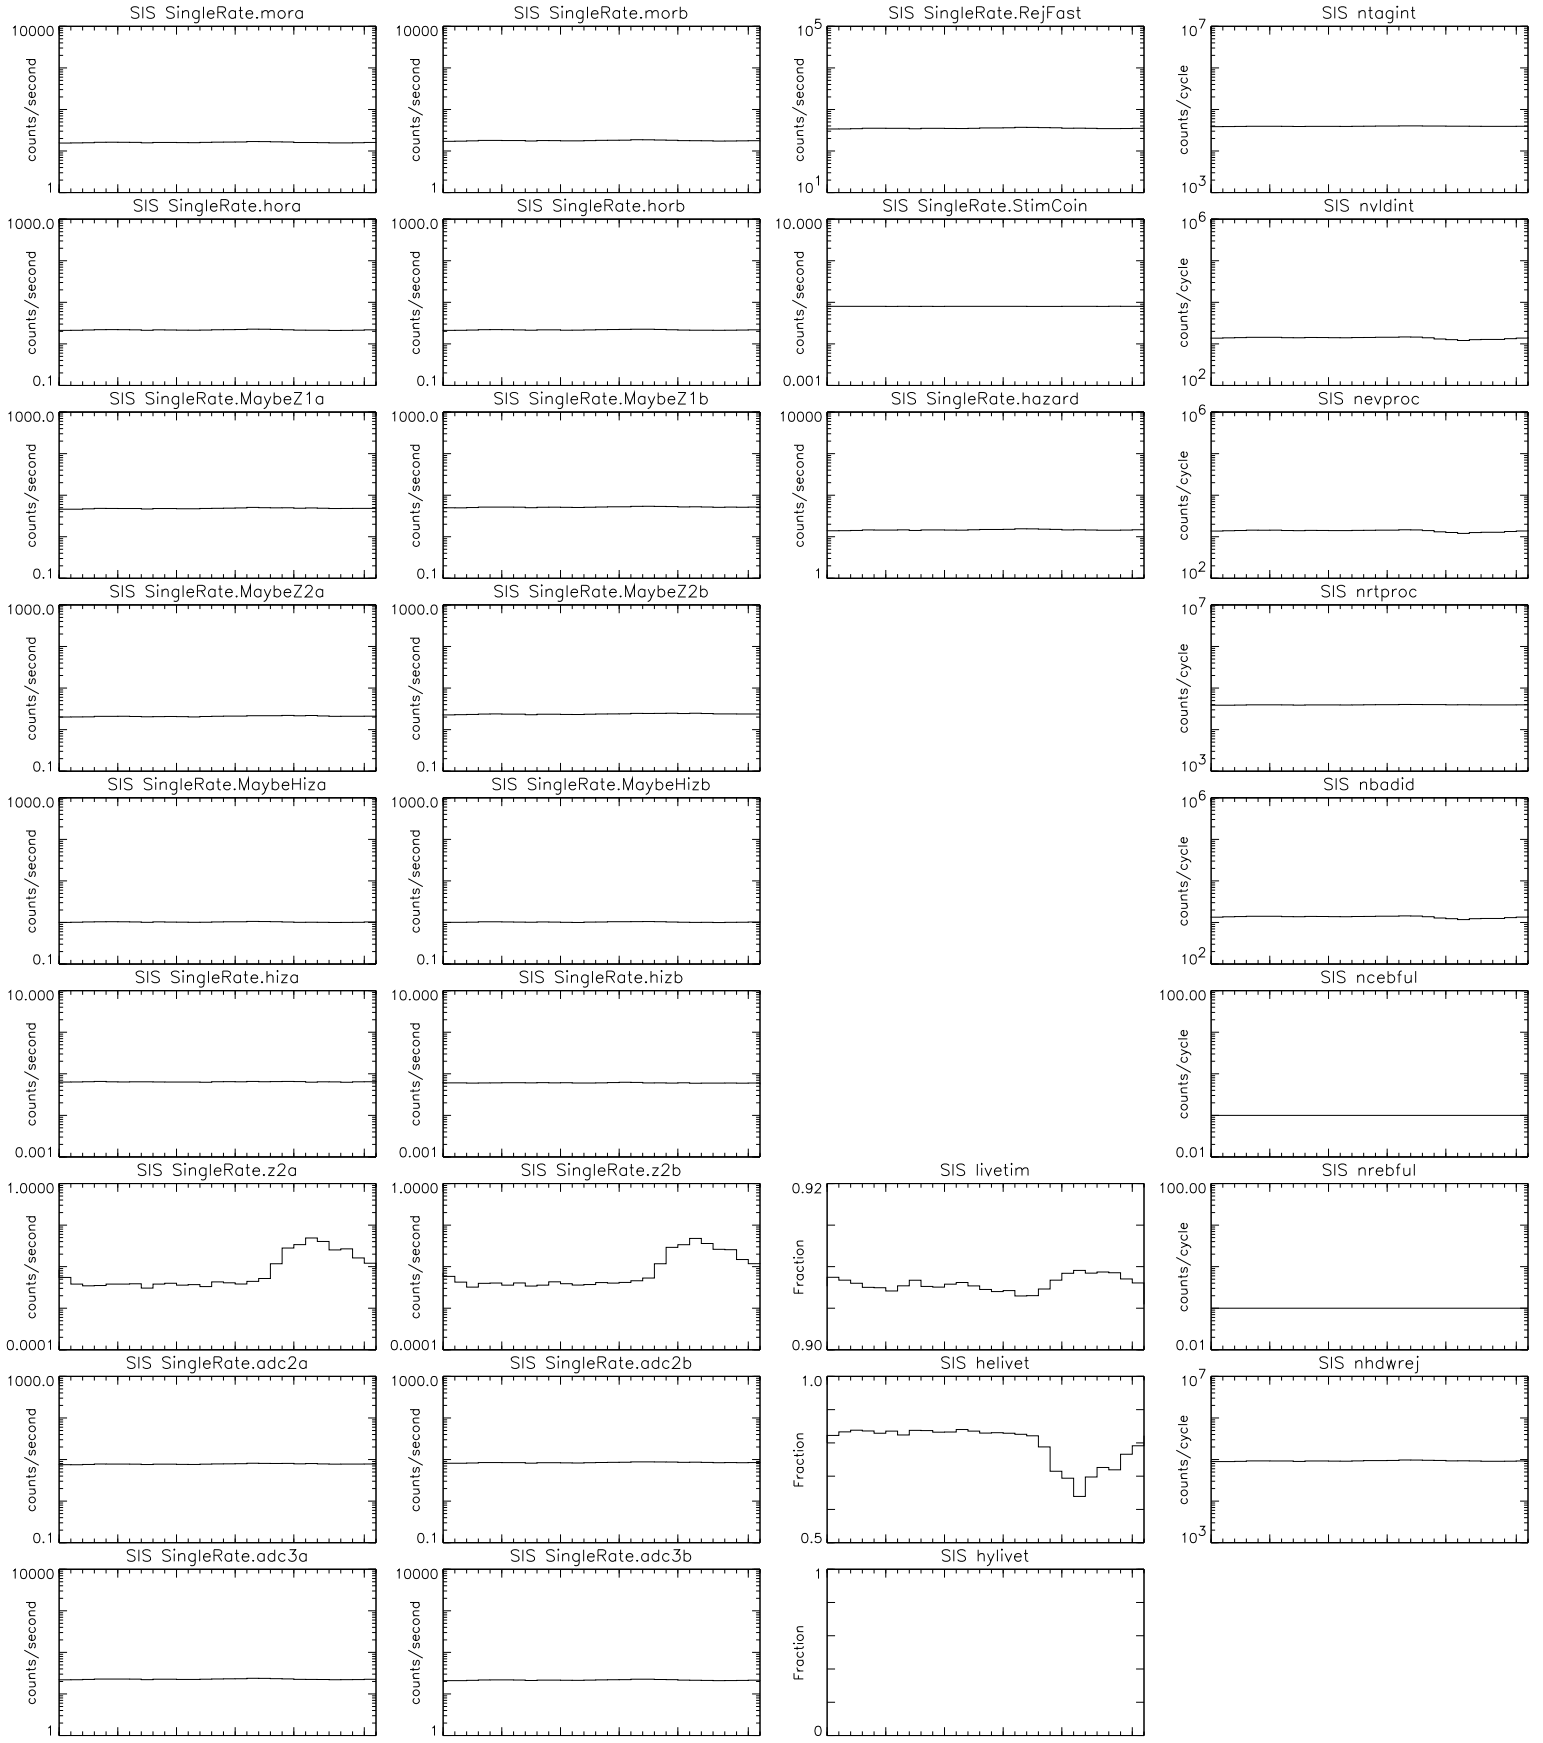 SIS SingleRate.mora
10000
counts/second
1
SIS SingleRate.morb
10000
counts/second
1
SIS SingleRate.RejFast
10^5
counts/second
10^1
SIS ntagint
10^7
counts/cycle
10^3
SIS SingleRate.hora
1000.0
counts/second
0.1
SIS SingleRate.horb
1000.0
counts/second
0.1
SIS SingleRate.StimCoin
10.000
counts/second
0.001
SIS nvldint
10^6
counts/cycle
10^2
SIS SingleRate.MaybeZ1a
1000.0
counts/second
0.1
SIS SingleRate.MaybeZ1b
1000.0
counts/second
0.1
SIS SingleRate.hazard
10000
counts/second
1
SIS nevproc
10^6
counts/cycle
10^2
SIS SingleRate.MaybeZ2a
1000.0
counts/second
0.1
SIS SingleRate.MaybeZ2b
1000.0
counts/second
0.1
SIS nrtproc
10^7
counts/cycle
10^3
SIS SingleRate.MaybeHiza
1000.0
counts/second
0.1
SIS SingleRate.MaybeHizb
1000.0
counts/second
0.1
SIS nbadid
10^6
counts/cycle
10^2
SIS SingleRate.hiza
10.000
counts/second
0.001
SIS SingleRate.hizb
10.000
counts/second
0.001
SIS ncebful
100.00
counts/cycle
0.01
SIS SingleRate.z2a
1.0000
counts/second
0.0001
SIS SingleRate.z2b
1.0000
counts/second
0.0001
SIS livetim
0.92
Fraction
0.90
SIS nrebful
100.00
counts/cycle
0.01
SIS SingleRate.adc2a
1000.0
counts/second
0.1
SIS SingleRate.adc2b
1000.0
counts/second
0.1
SIS helivet
1.0
Fraction
0.5
SIS nhdwrej
10^7
counts/cycle
10^3
SIS SingleRate.adc3a
10000
counts/second
1
SIS SingleRate.adc3b
10000
counts/second
1
SIS hylivet
1
Fraction
0